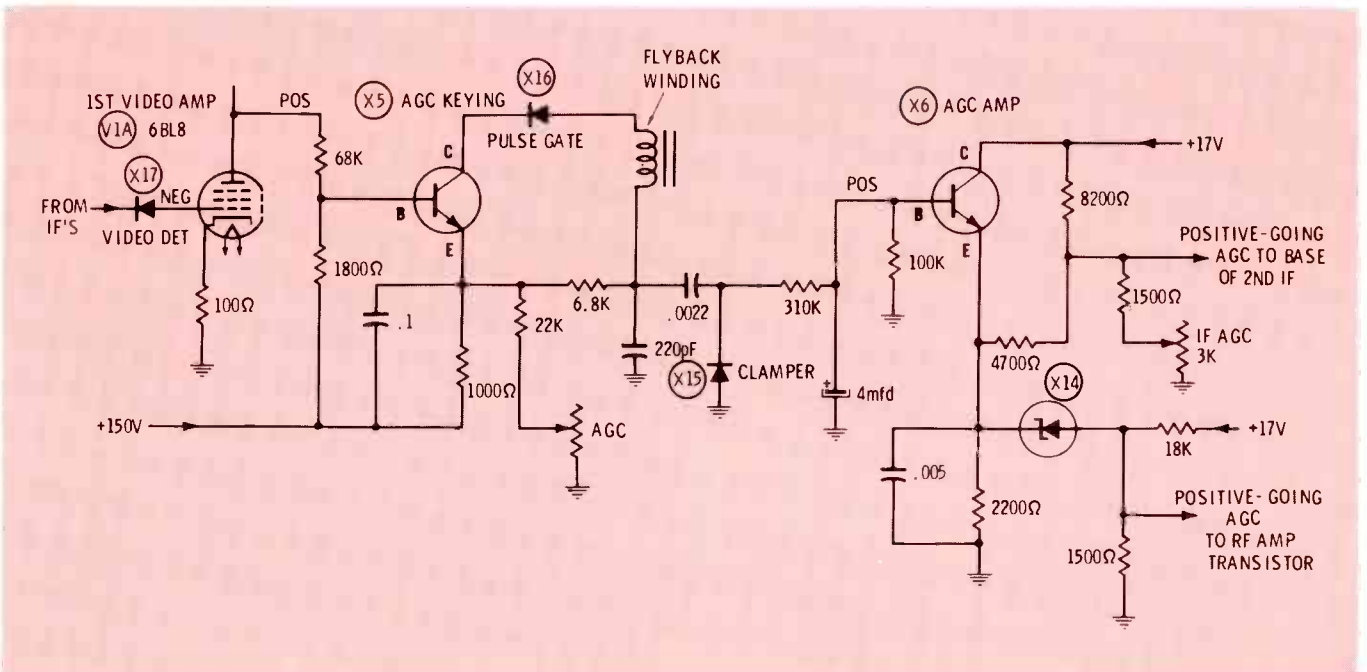 1ST VIDEO AMP
V1A 6BL8
POS
X5 AGC KEYING
X16
PULSE GATE
FLYBACK
WINDING
X6 AGC AMP
+17V
68K
C
B
E
X17
NEG
FROM
IF'S
VIDEO DET
100Ω
1800Ω
.1
1000Ω
22K
6.8K
AGC
+150V
220pF
.0022
X15
CLAMPER
310K
4mfd
+
POS
100K
C
B
E
8200Ω
POSITIVE-GOING
AGC TO BASE
OF 2ND IF
1500Ω
IF AGC
3K
4700Ω
X14
+17V
18K
.005
2200Ω
POSITIVE-GOING
AGC
TO RF AMP
TRANSISTOR
1500Ω